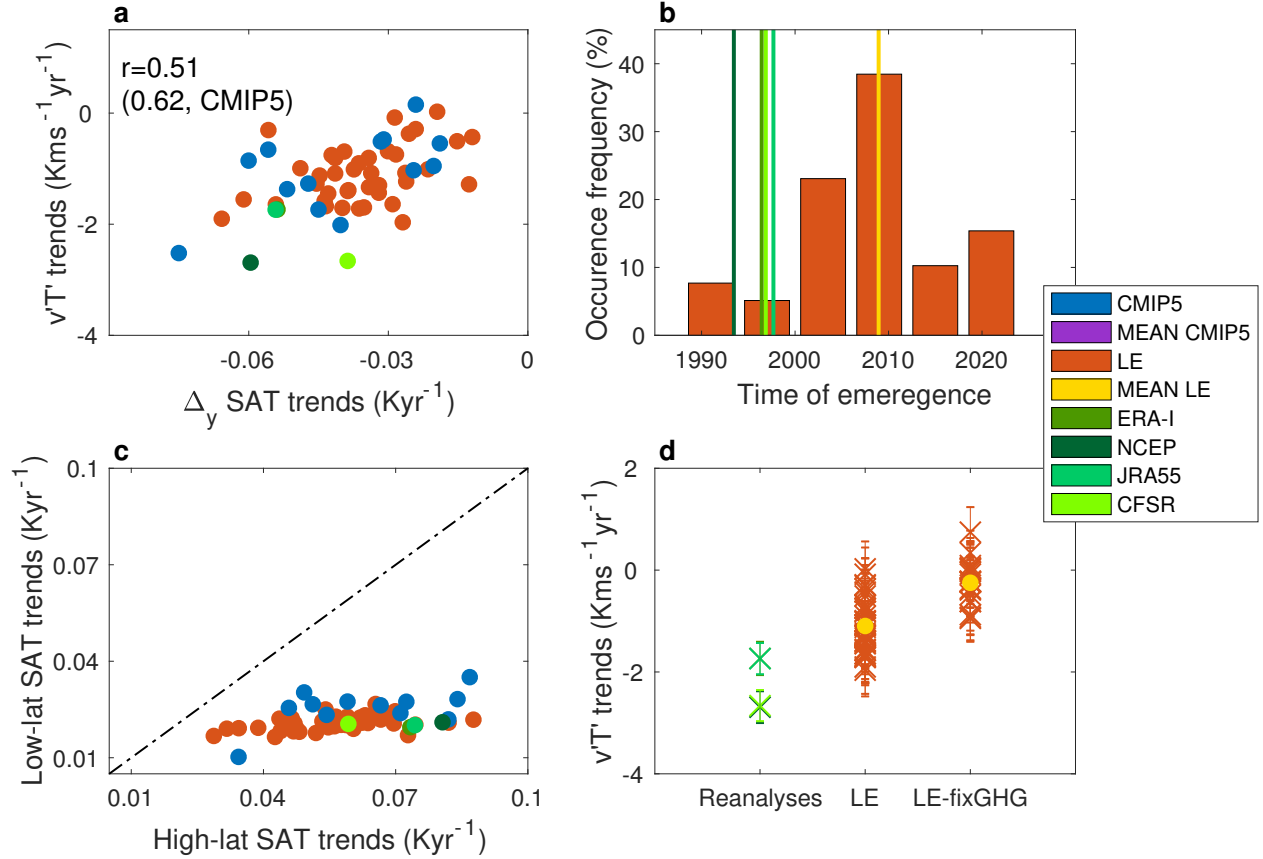 a
r=0.51
(0.62, CMIP5)
0
-2
-4
-0.06
-0.03
0
v'T' trends (Kms⁻¹yr⁻¹)
Δy SAT trends (Kyr⁻¹)
b
40
30
20
10
0
1990
2000
2010
2020
Occurence frequency (%)
Time of emeregence
CMIP5
MEAN CMIP5
LE
MEAN LE
ERA-I
NCEP
JRA55
CFSR
c
0.1
0.07
0.04
0.01
0.01
0.04
0.07
0.1
Low-lat SAT trends (Kyr⁻¹)
High-lat SAT trends (Kyr⁻¹)
d
2
0
-2
-4
Reanalyses
LE
LE-fixGHG
v'T' trends (Kms⁻¹yr⁻¹)